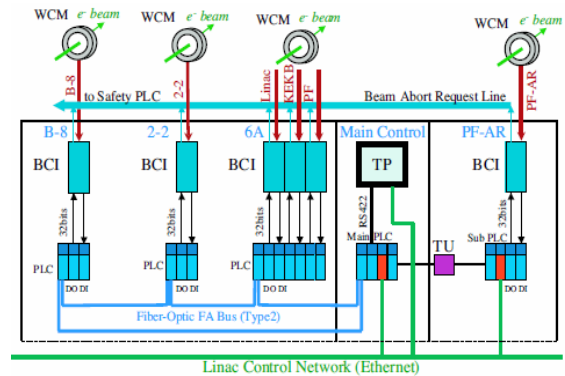 WCM e- beam WCM e- beam WCM e- beam WCM e- beam
B-8 2-2 Linac KEKB PF PF-AR
to Safety PLC Beam Abort Request Line
B-8 2-2 6A Main Control PF-AR
BCI BCI BCI TP BCI
32bits 32bits 32bits RS422 32bits
Main PLC TU Sub PLC
PLC PLC PLC
DO DI DO DI DO DI DO DI
Fiber-Optic FA Bus (Type2)
Linac Control Network (Ethernet)